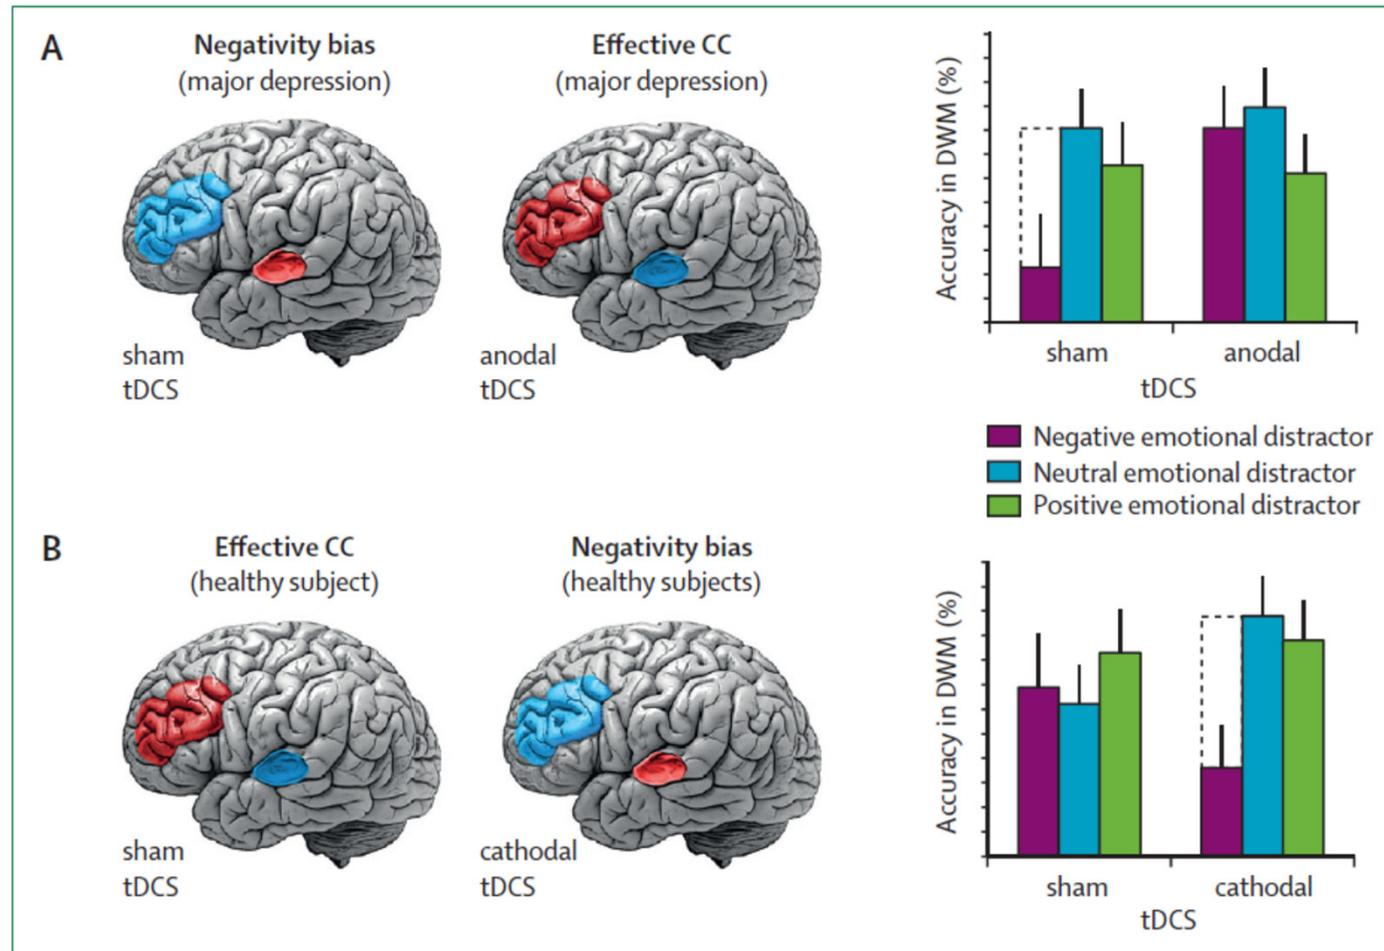 A
Negativity bias
(major depression)
Effective CC
(major depression)
sham
tDCS
anodal
tDCS
Accuracy in DWM (%)
sham
anodal
tDCS
Negative emotional distractor
Neutral emotional distractor
Positive emotional distractor
B
Effective CC
(healthy subject)
Negativity bias
(healthy subjects)
sham
tDCS
cathodal
tDCS
Accuracy in DWM (%)
sham
cathodal
tDCS